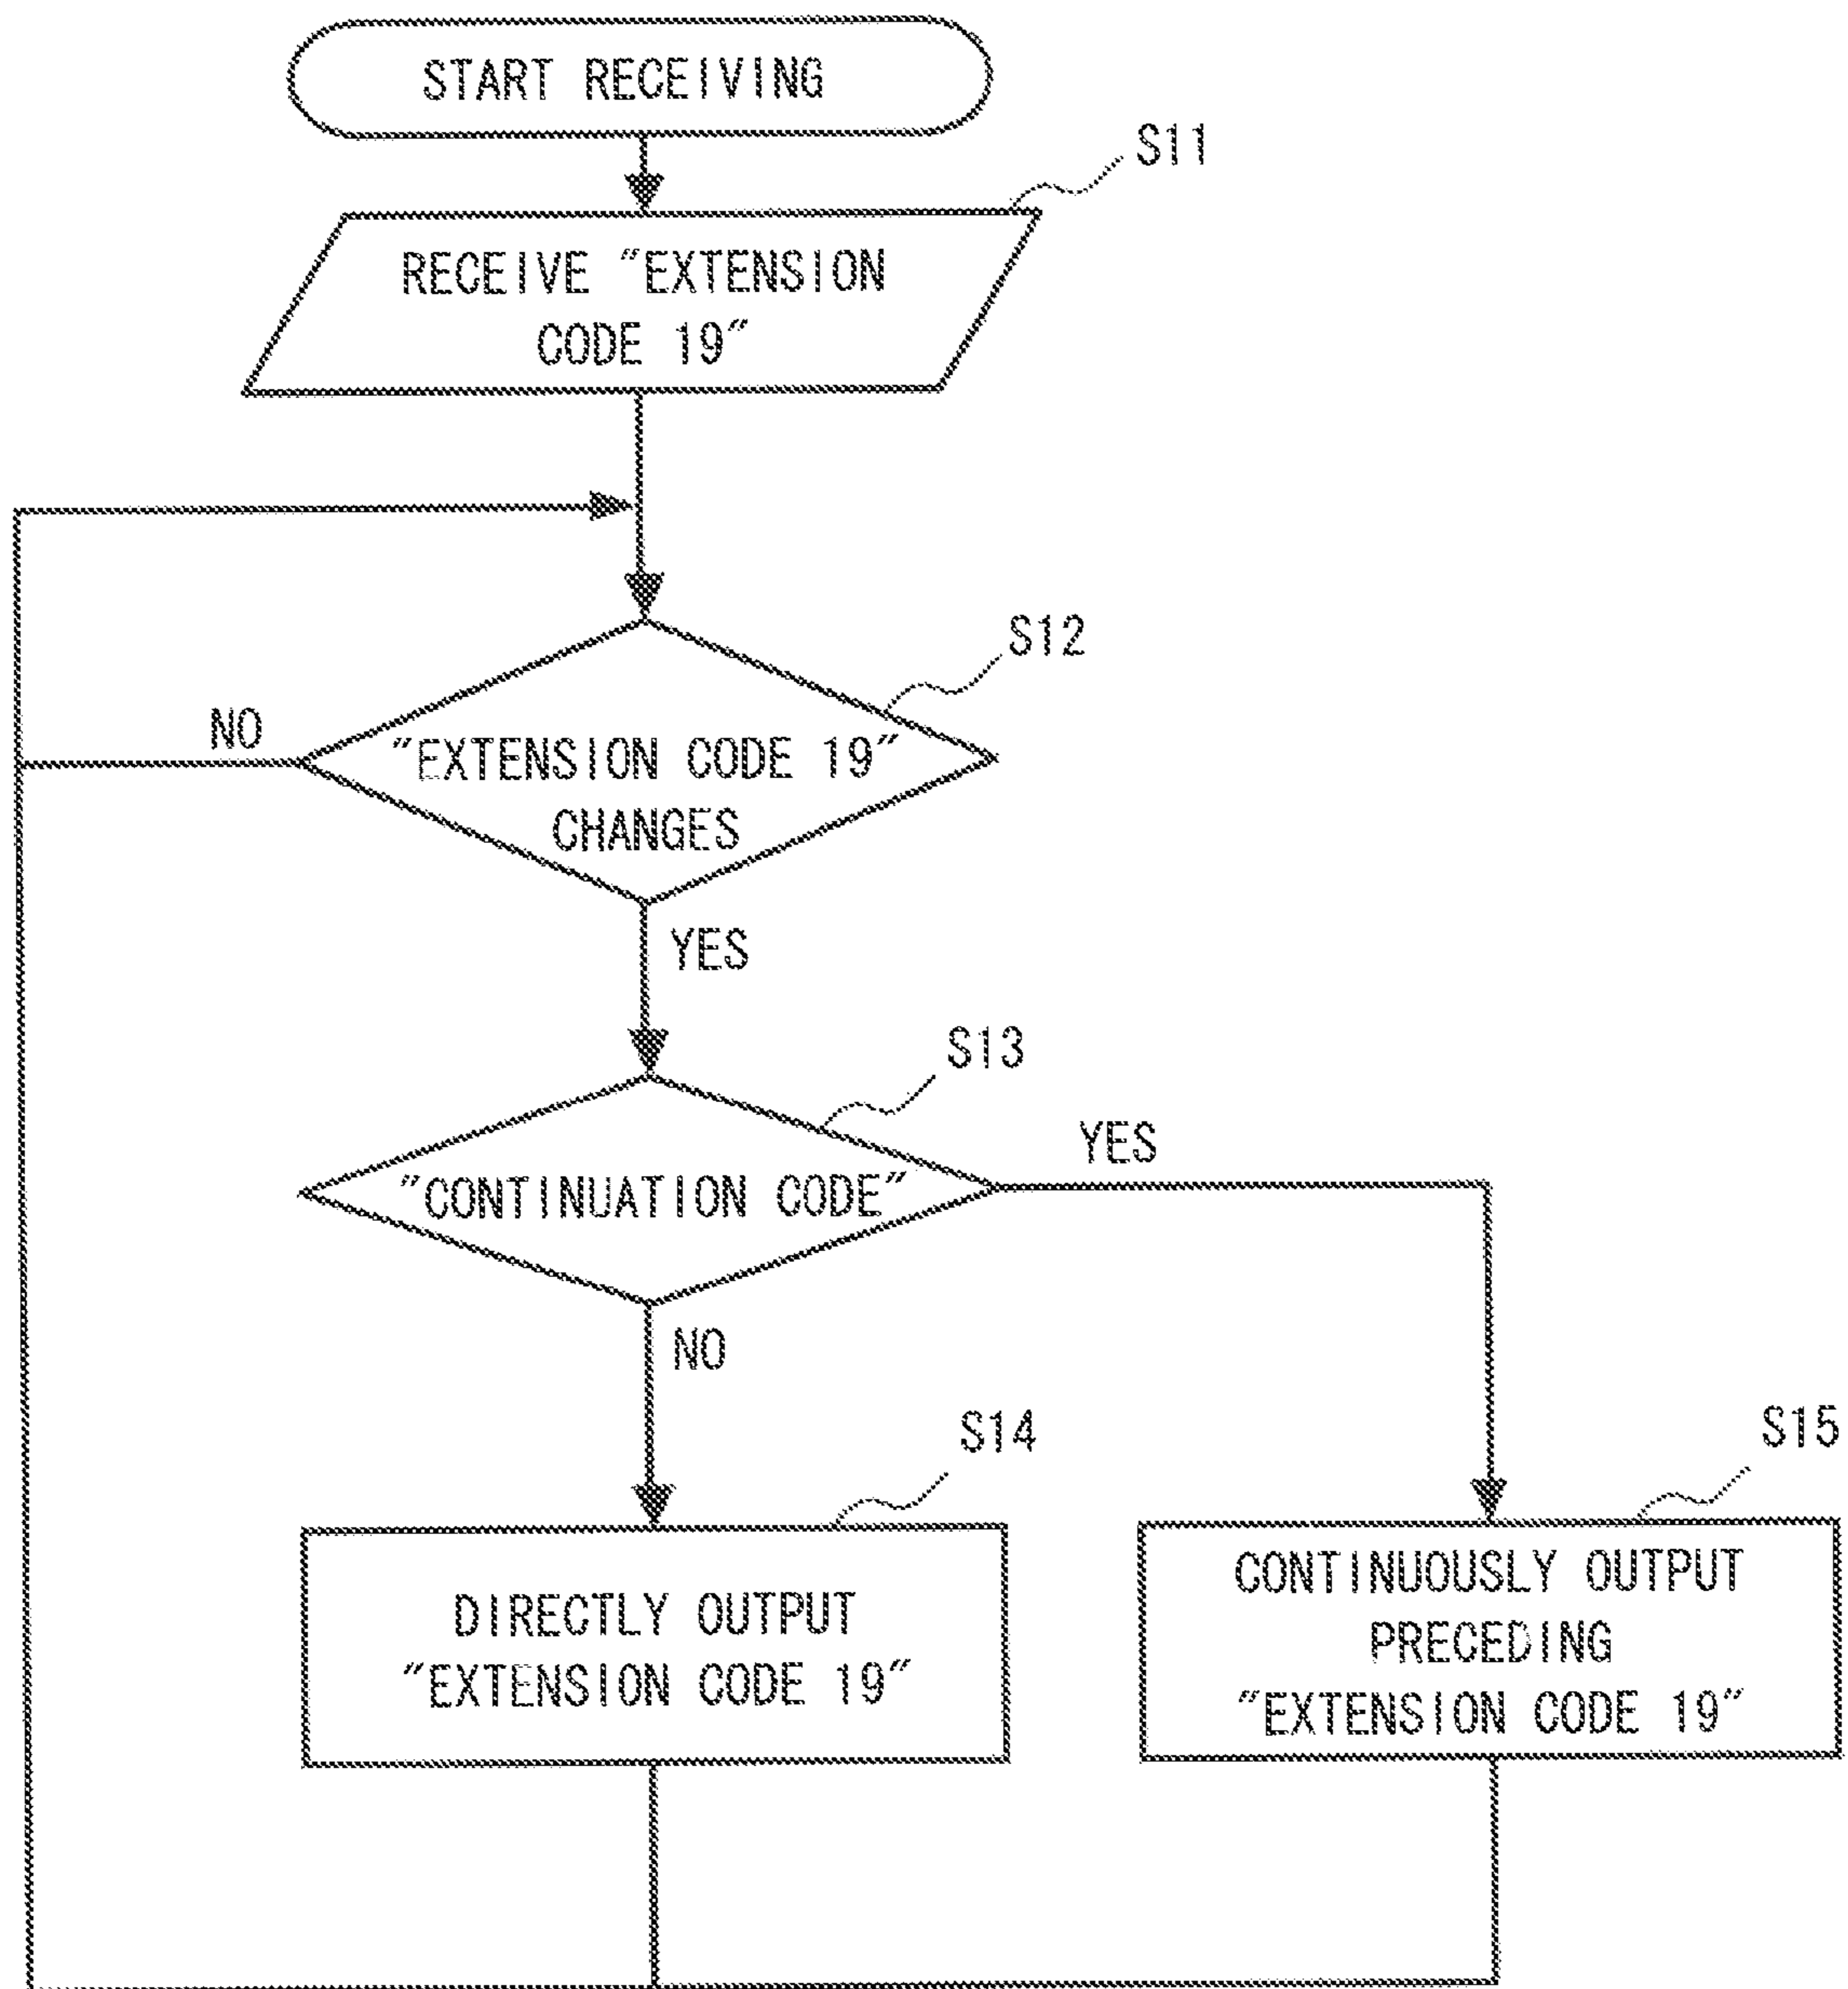 START RECEIVING
S11
RECEIVE "EXTENSION
CODE 19"
S12
NO
"EXTENSION CODE 19"
CHANGES
YES
S13
YES
"CONTINUATION CODE"
NO
S14
S15
DIRECTLY OUTPUT
"EXTENSION CODE 19"
CONTINUOUSLY OUTPUT
PRECEDING
"EXTENSION CODE 19"